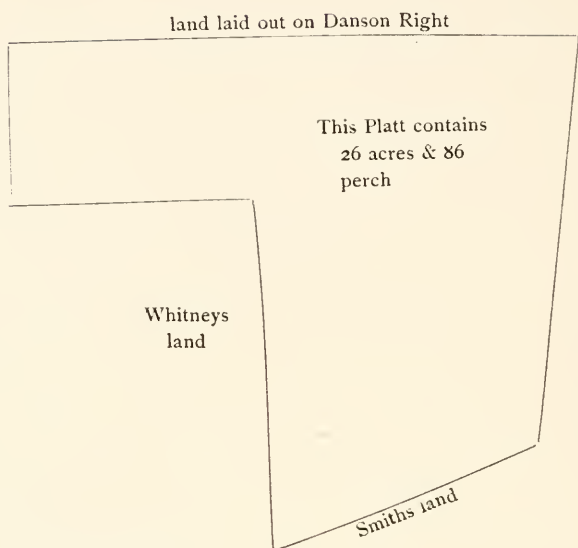 land laid out on Danson Right
This Platt contains
26 acres & 86
perch
Whitneys
land
Smiths land